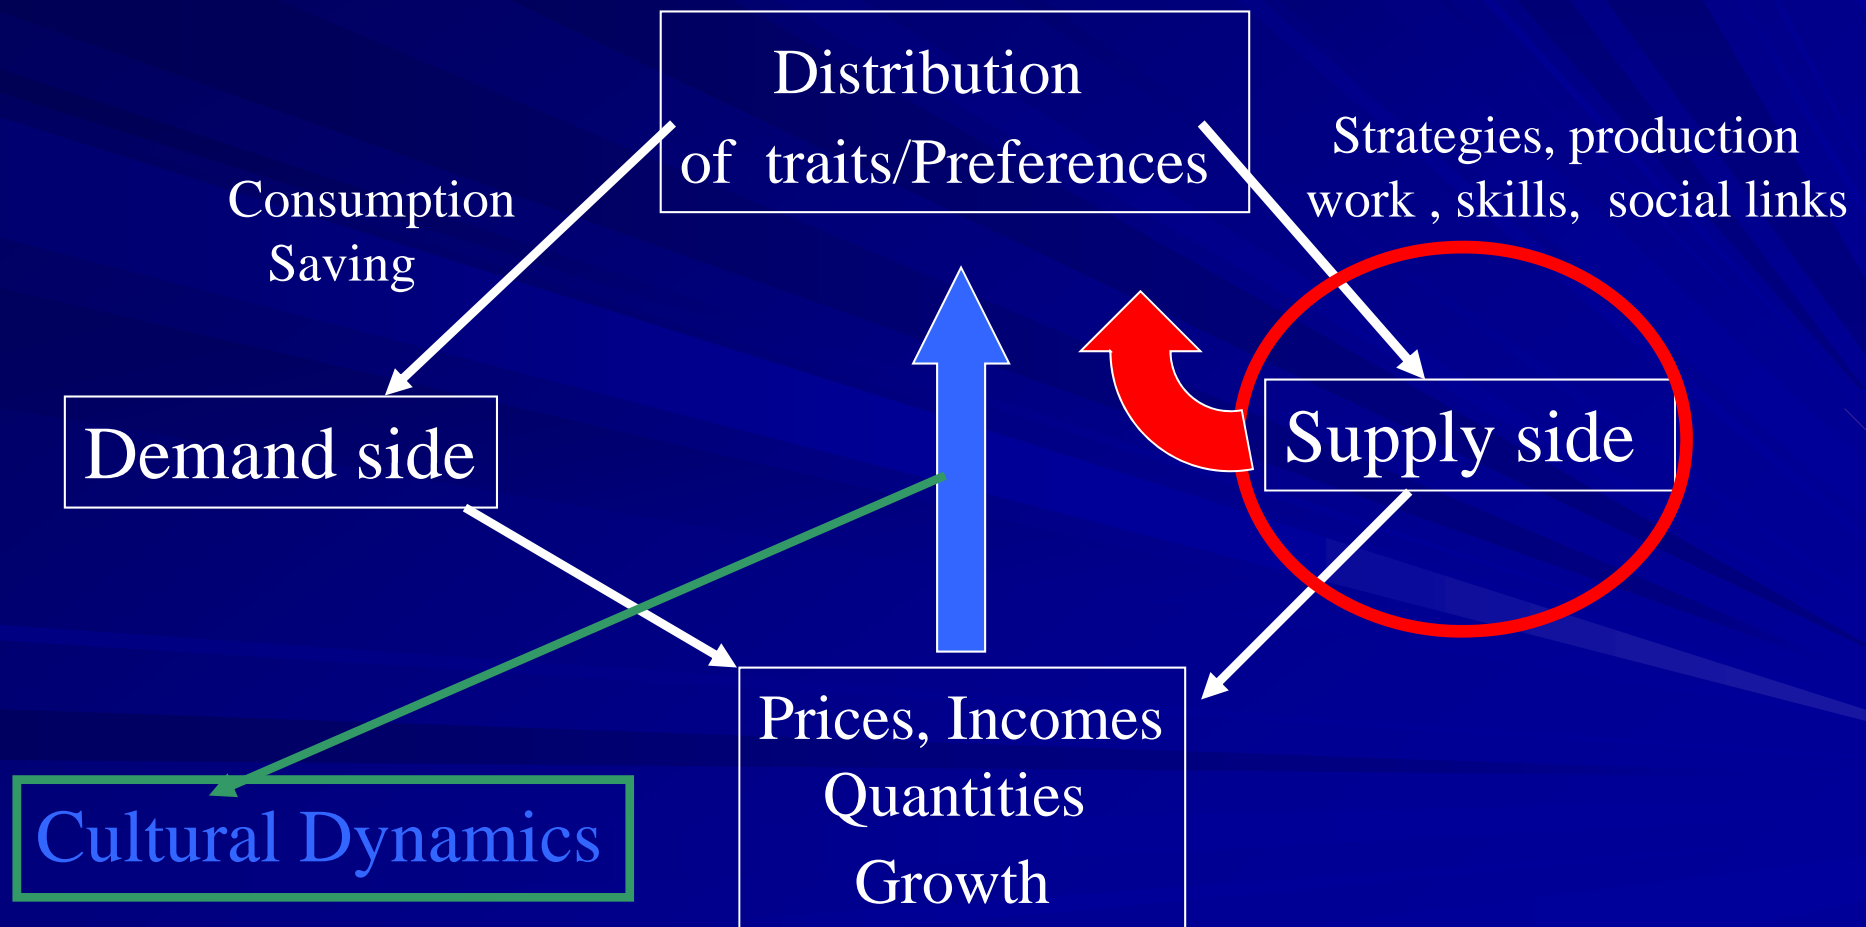 Distribution
of traits/Preferences
Strategies, production
work , skills, social links
Consumption
Saving
Demand side
Supply side
Prices, Incomes
Quantities
Growth
Cultural Dynamics